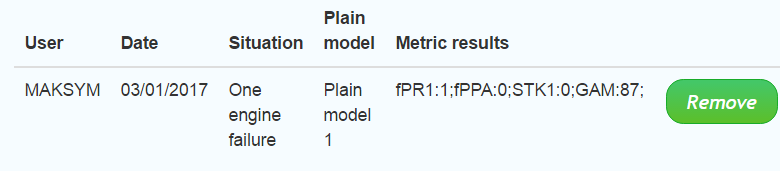 User Date Situation Plain model Metric results
MAKSYM 03/01/2017 One engine failure Plain model 1 fPR1:1;fPPA:0;STK1:0;GAM:87; Remove